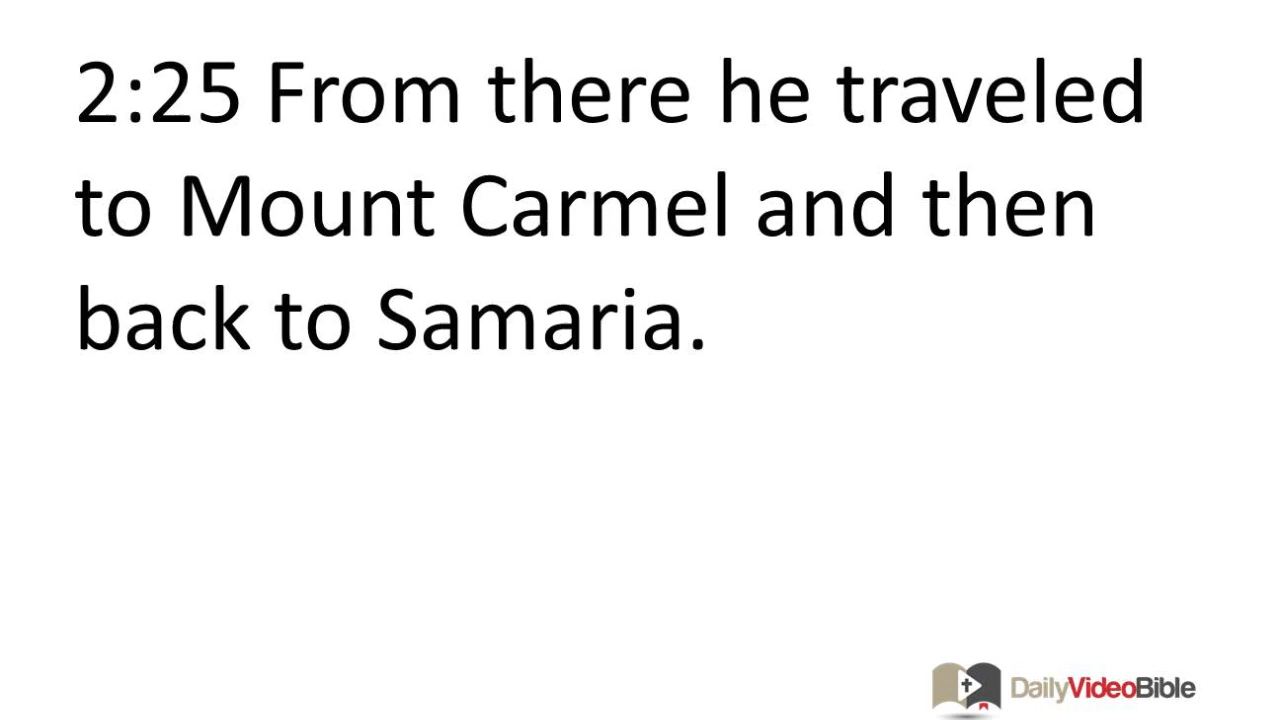 2:25 From there he traveled
to Mount Carmel and then
back to Samaria.
DailyVideoBible